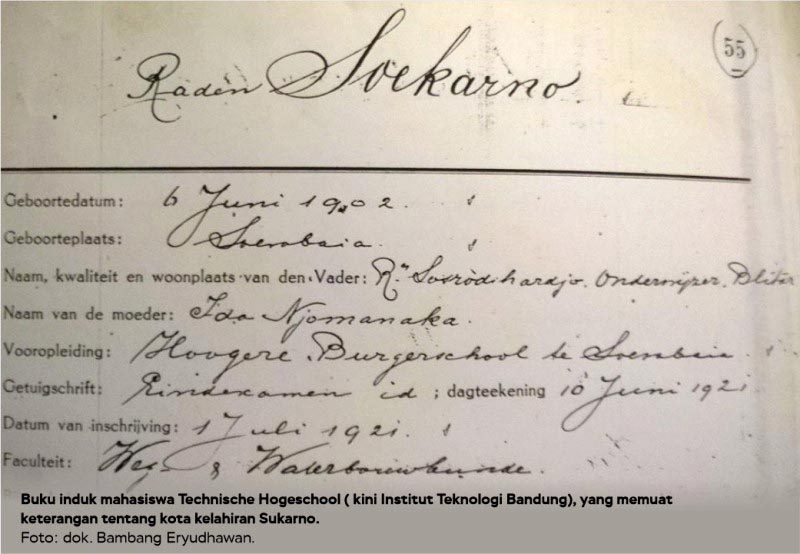 55
Raden Soekarno.
Geboortedatum: 6 Juni 1902.
Geboorteplaats: Soerabaia.
Naam, kwaliteit en woonplaats van den Vader: Rn Sosrodihardjo. Onderwijzer. Blitar
Naam van de moeder: Ida Njomanaka.
Vooropleiding: Hoogere Burgerschool te Soerabaia.
Getuigschrift: Eindexamen id; dagteekening 10 Juni 1921
Datum van inschrijving: 1 Juli 1921.
Faculteit: Weg & Waterbouwkunde.
Buku induk mahasiswa Technische Hogeschool ( kini Institut Teknologi Bandung), yang memuat
keterangan tentang kota kelahiran Sukarno.
Foto: dok. Bambang Eryudhawan.